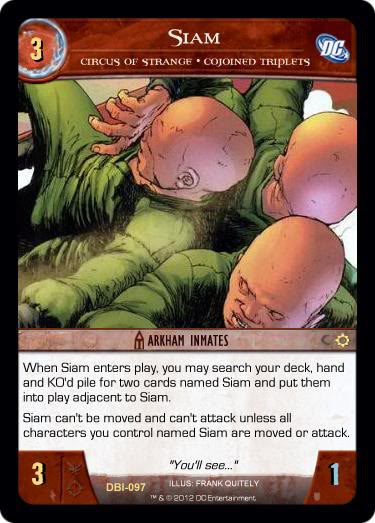 3
Siam
DC
Circus of Strange • Cojoined Triplets
ARKHAM INMATES
When Siam enters play, you may search your deck, hand
and KO'd pile for two cards named Siam and put them
into play adjacent to Siam.
Siam can't be moved and can't attack unless all
characters you control named Siam are moved or attack.
3
"You'll see..."
1
DBI-097
ILLUS: FRANK QUITELY
™ & © 2012 DC Entertainment